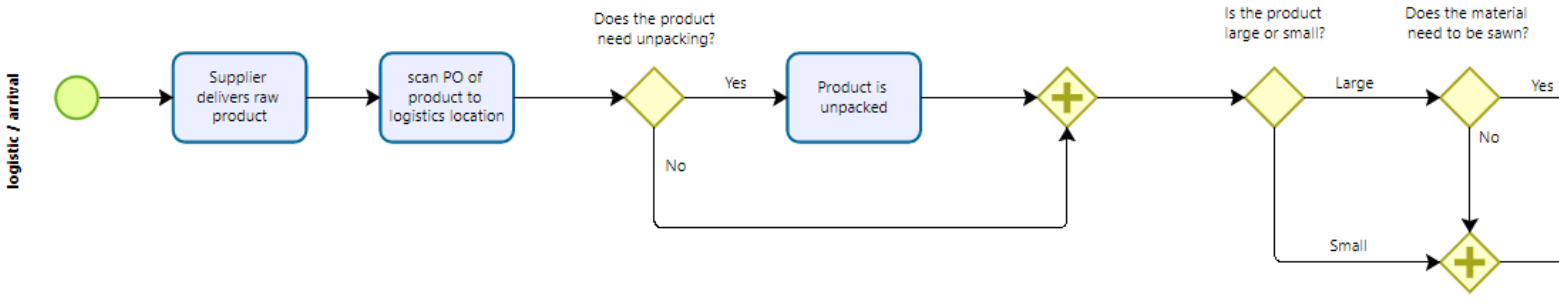 logistic / arrival
Supplier
delivers raw
product
scan PO of
product to
logistics location
Does the product
need unpacking?
Yes
No
Product is
unpacked
Is the product
large or small?
Large
Small
Does the material
need to be sawn?
Yes
No